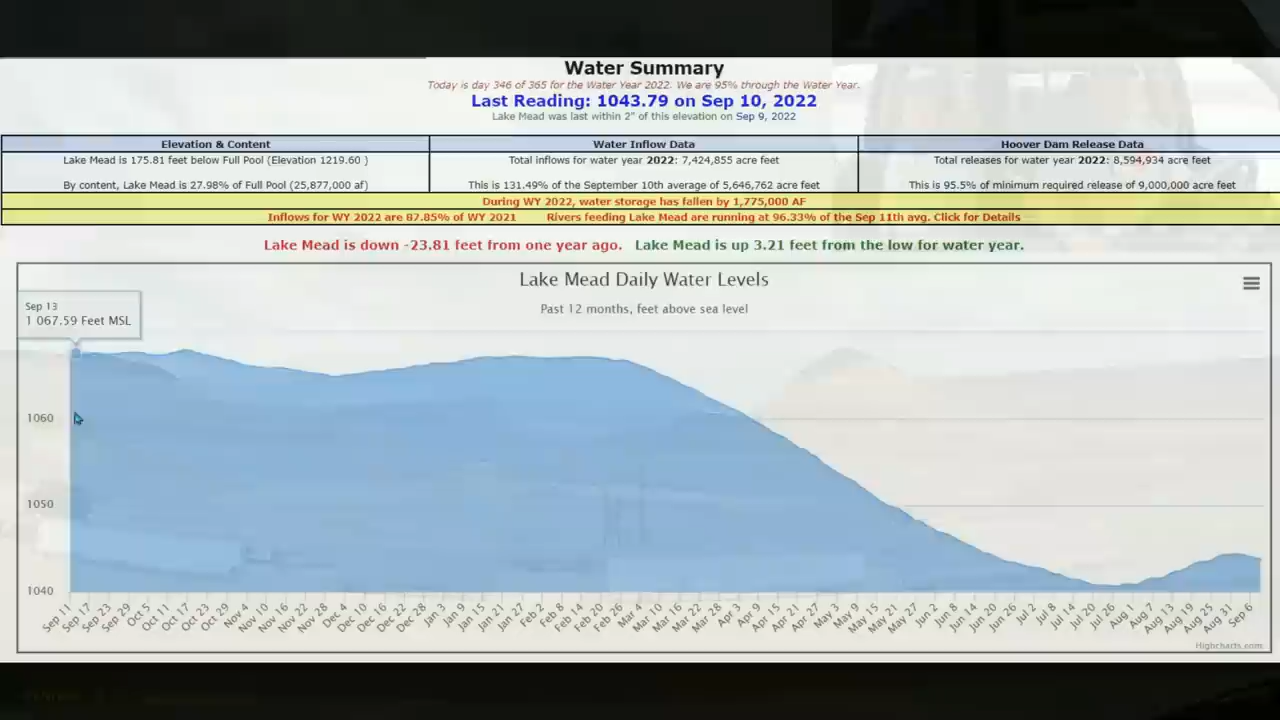 Water Summary
Today is day 346 of 365 for the Water Year 2022. We are 95% through the Water Year.
Last Reading: 1043.79 on Sep 10, 2022
Lake Mead was last within 2" of this elevation on Sep 9, 2022
Elevation & Content
Lake Mead is 175.81 feet below Full Pool (Elevation 1219.60 )
By content, Lake Mead is 27.98% of Full Pool (25,877,000 af)
Water Inflow Data
Total inflows for water year 2022: 7,424,855 acre feet
This is 131.49% of the September 10th average of 5,646,762 acre feet
Hoover Dam Release Data
Total releases for water year 2022: 8,594,934 acre feet
This is 95.5% of minimum required release of 9,000,000 acre feet
During WY 2022, water storage has fallen by 1,775,000 AF
Inflows for WY 2022 are 87.85% of WY 2021 Rivers feeding Lake Mead are running at 96.33% of the Sep 11th avg. Click for Details
Lake Mead is down -23.81 feet from one year ago. Lake Mead is up 3.21 feet from the low for water year.
Lake Mead Daily Water Levels
Past 12 months, feet above sea level
Sep 13
1 067.59 Feet MSL
1060
1050
1040
Sep 11 Sep 17 Sep 23 Sep 29 Oct 5 Oct 11 Oct 17 Oct 23 Oct 29 Nov 4 Nov 10 Nov 16 Nov 22 Nov 28 Dec 4 Dec 10 Dec 16 Dec 22 Dec 28 Jan 3 Jan 9 Jan 15 Jan 21 Jan 27 Feb 2 Feb 8 Feb 14 Feb 20 Feb 26 Mar 4 Mar 10 Mar 16 Mar 22 Mar 28 Apr 3 Apr 9 Apr 15 Apr 21 Apr 27 May 3 May 9 May 15 May 21 May 27 Jun 2 Jun 8 Jun 14 Jun 20 Jun 26 Jul 2 Jul 8 Jul 14 Jul 20 Jul 26 Aug 1 Aug 7 Aug 13 Aug 19 Aug 25 Aug 31 Sep 6
Highcharts.com